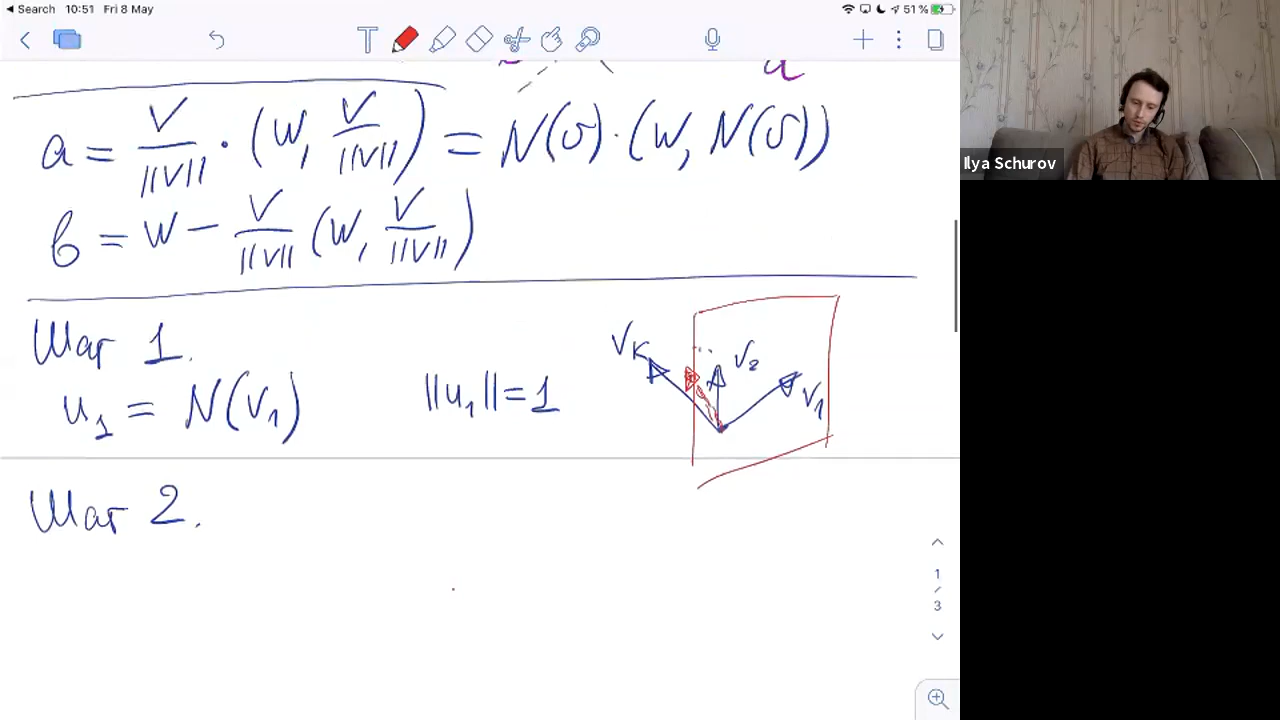 Search 10:51 Fri 8 May 51 %
T
a
a = V/||V|| · (W, V/||V||) = N(v) · (W, N(v))
b = W − V/||V|| (W, V/||V||)
Шаг 1.
u₁ = N(V₁) ||u₁|| = 1
Vₖ ... V₂ V₁
Шаг 2.
1
/
3
Ilya Schurov